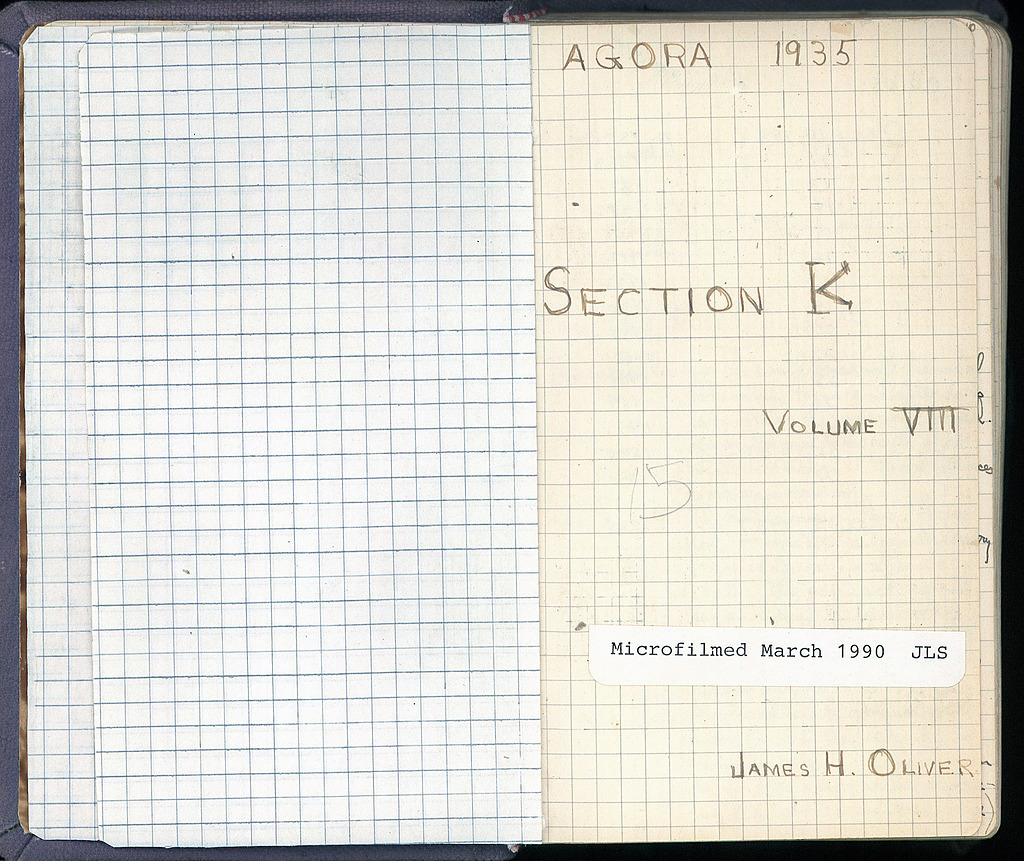 AGORA 1935
SECTION K
VOLUME VIII
15
Microfilmed March 1990 JLS
JAMES H. OLIVER